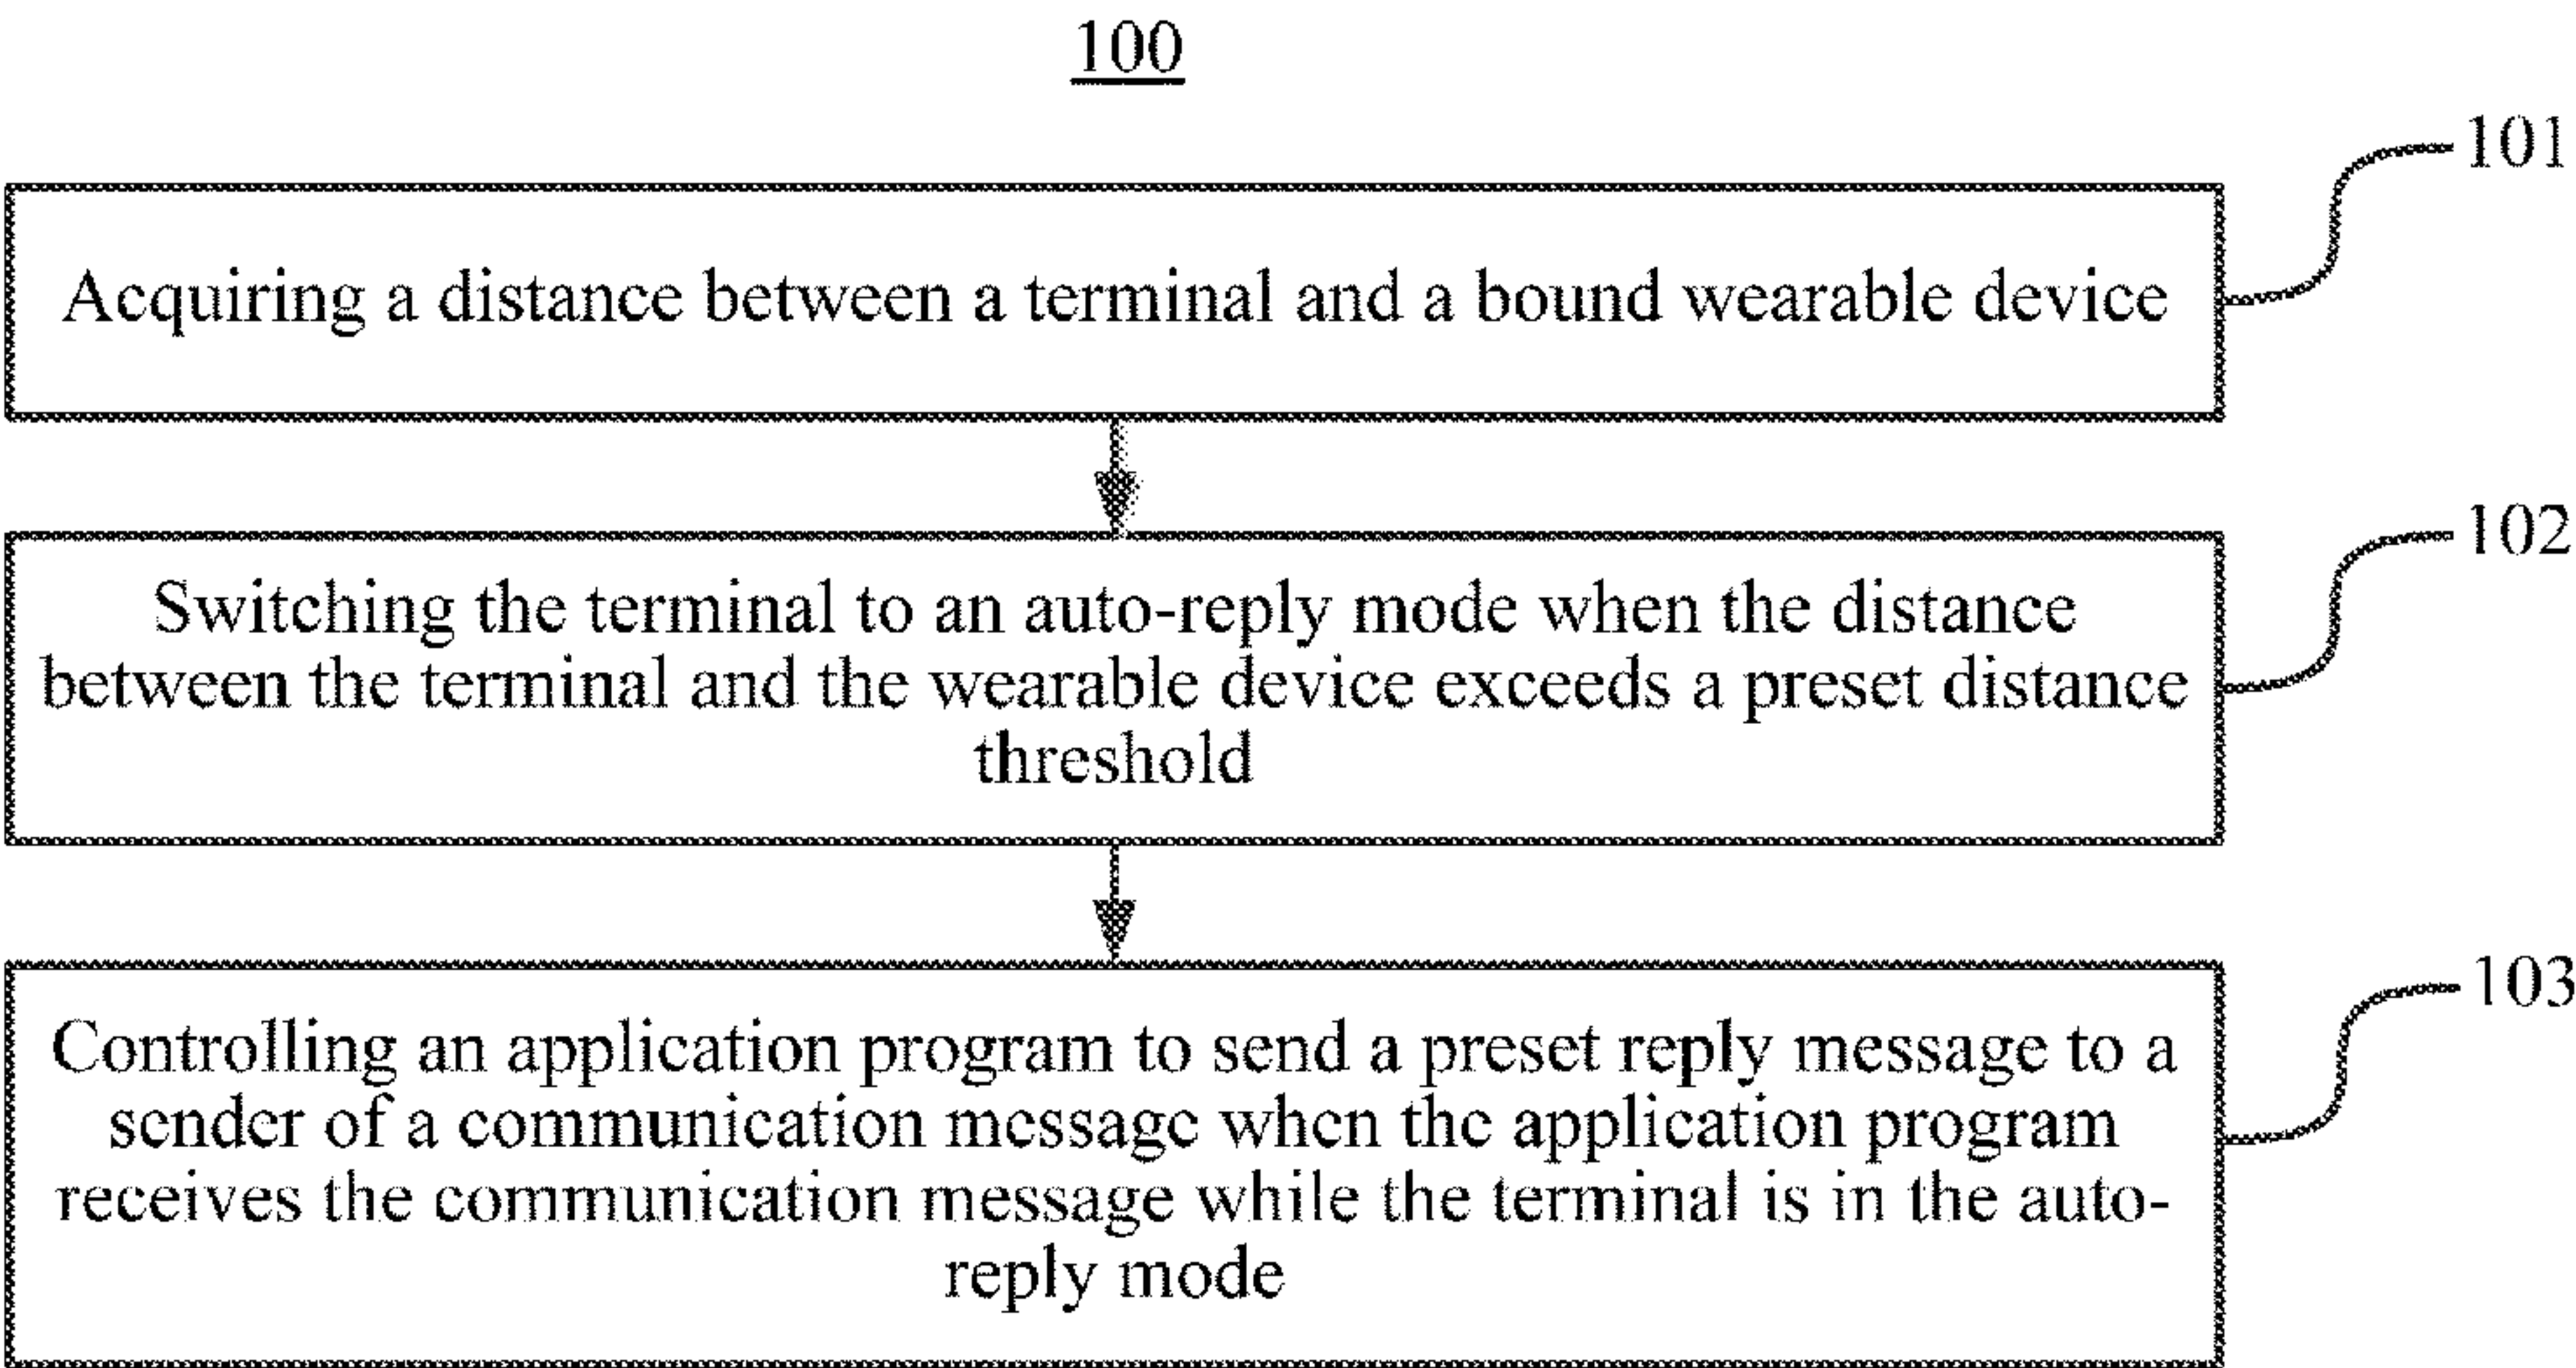 100
101
Acquiring a distance between a terminal and a bound wearable device
102
Switching the terminal to an auto-reply mode when the distance
between the terminal and the wearable device exceeds a preset distance
threshold
103
Controlling an application program to send a preset reply message to a
sender of a communication message when the application program
receives the communication message while the terminal is in the auto-
reply mode